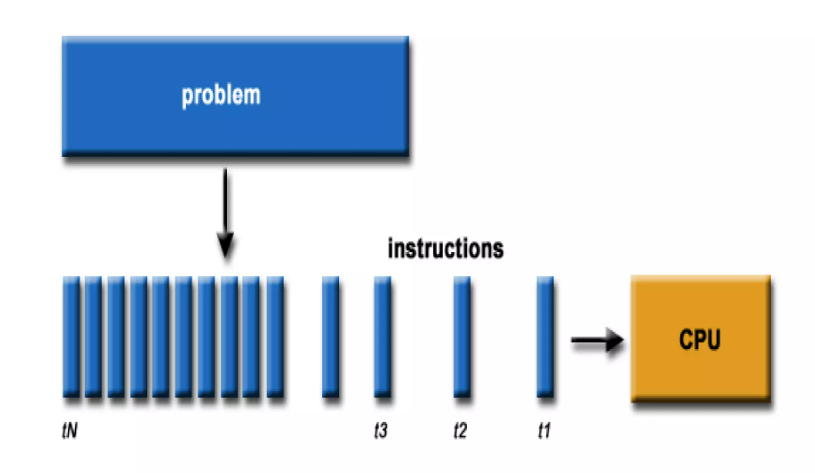 problem
instructions
CPU
tN
t3
t2
t1